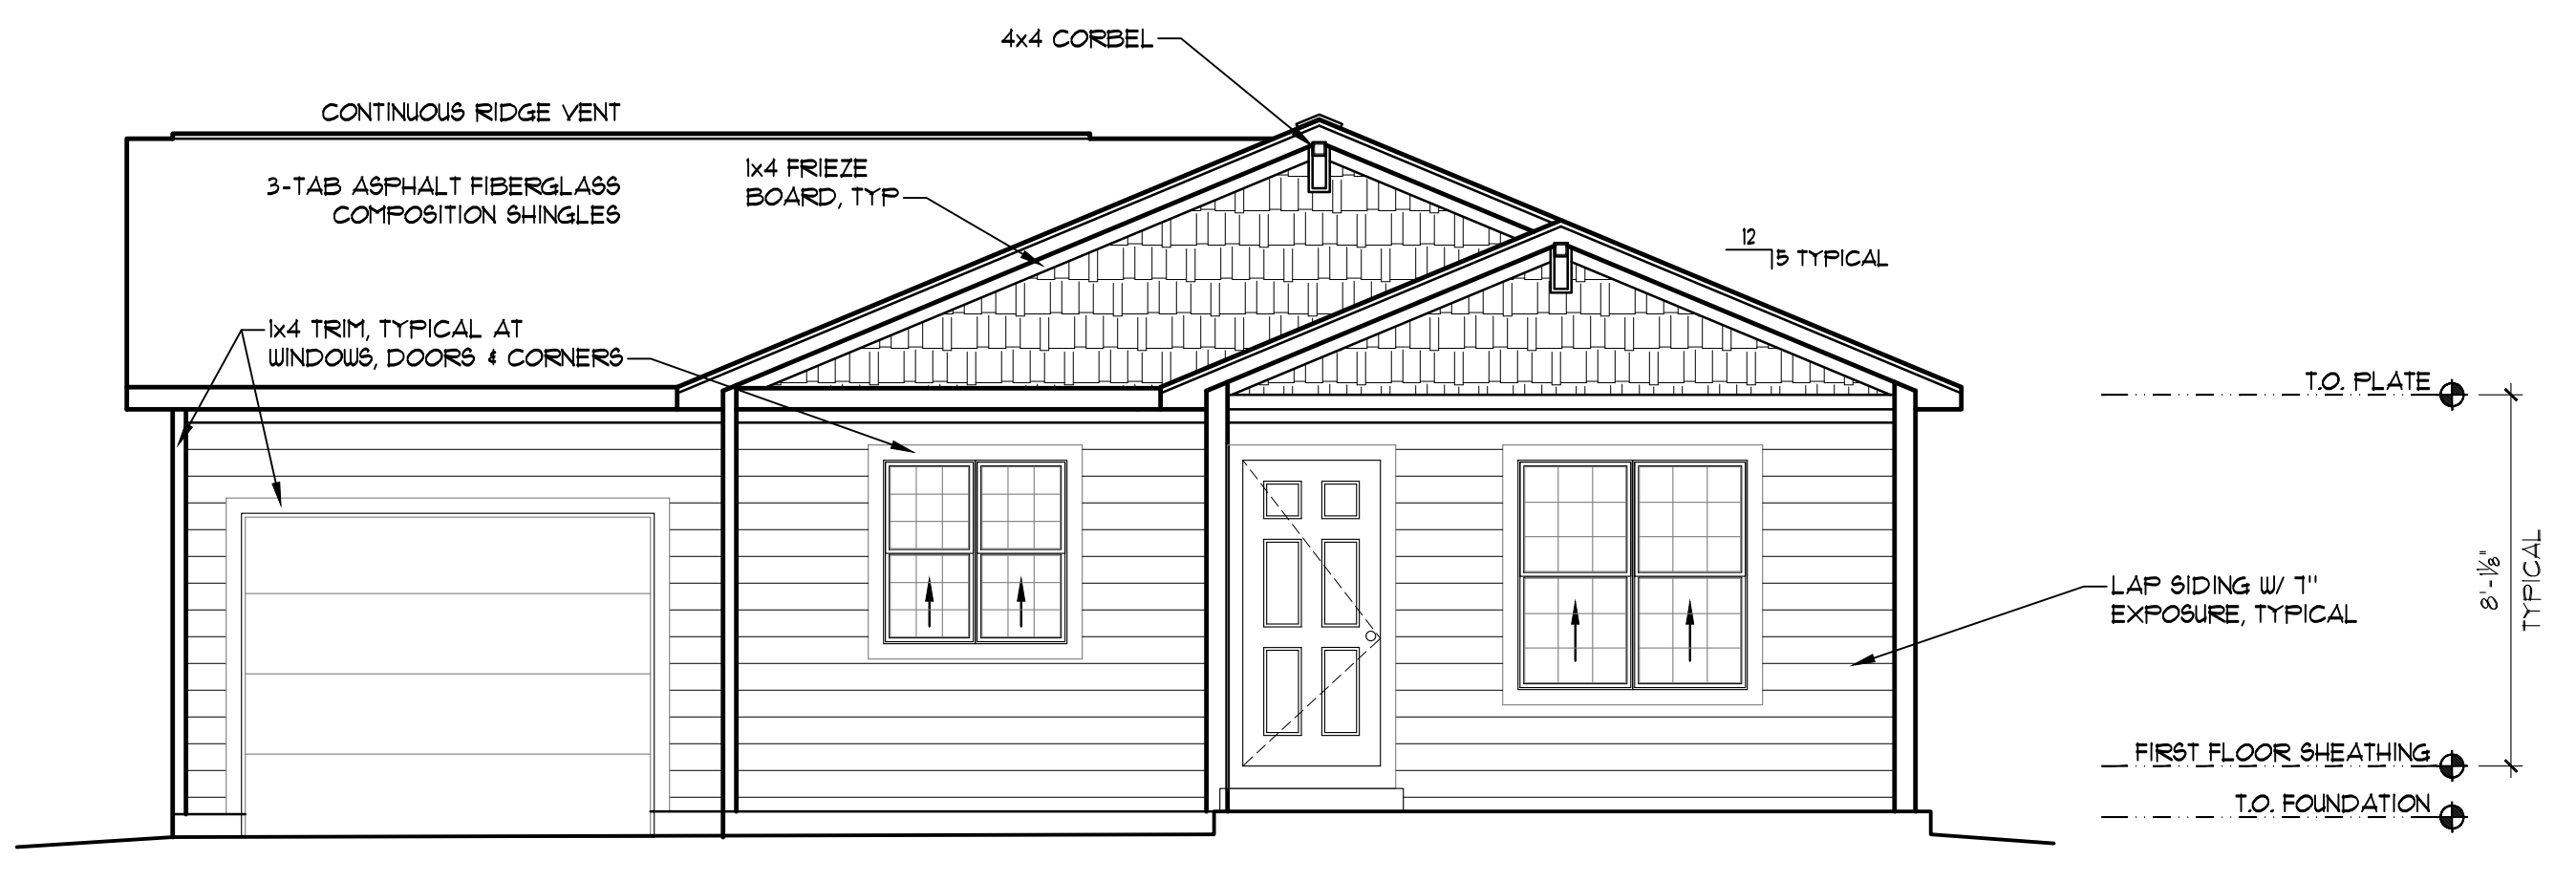 4x4 CORBEL
CONTINUOUS RIDGE VENT
1x4 FRIEZE
BOARD, TYP
3-TAB ASPHALT FIBERGLASS
COMPOSITION SHINGLES
12
5 TYPICAL
1x4 TRIM, TYPICAL AT
WINDOWS, DOORS & CORNERS
T.O. PLATE
8'-1⅛"
TYPICAL
LAP SIDING W/ 7"
EXPOSURE, TYPICAL
FIRST FLOOR SHEATHING
T.O. FOUNDATION